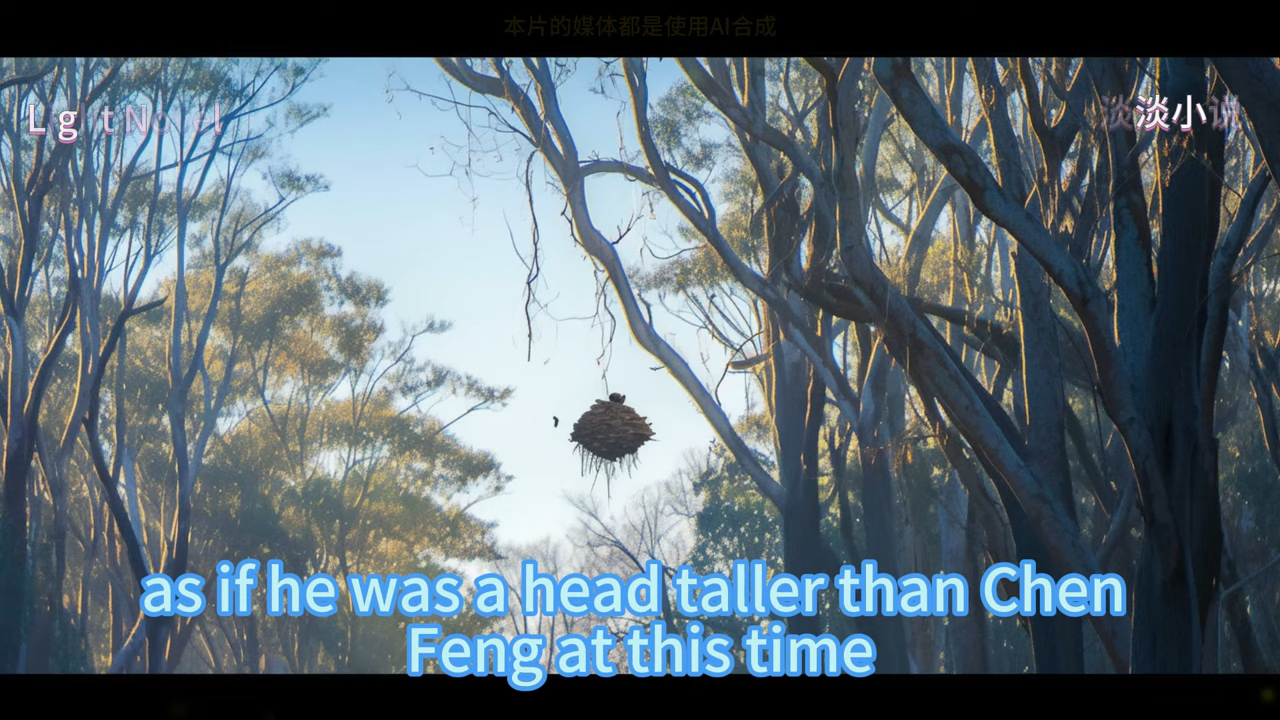 本片的媒体都是使用AI合成
LightNovel
淡淡小说
as if he was a head taller than Chen
Feng at this time